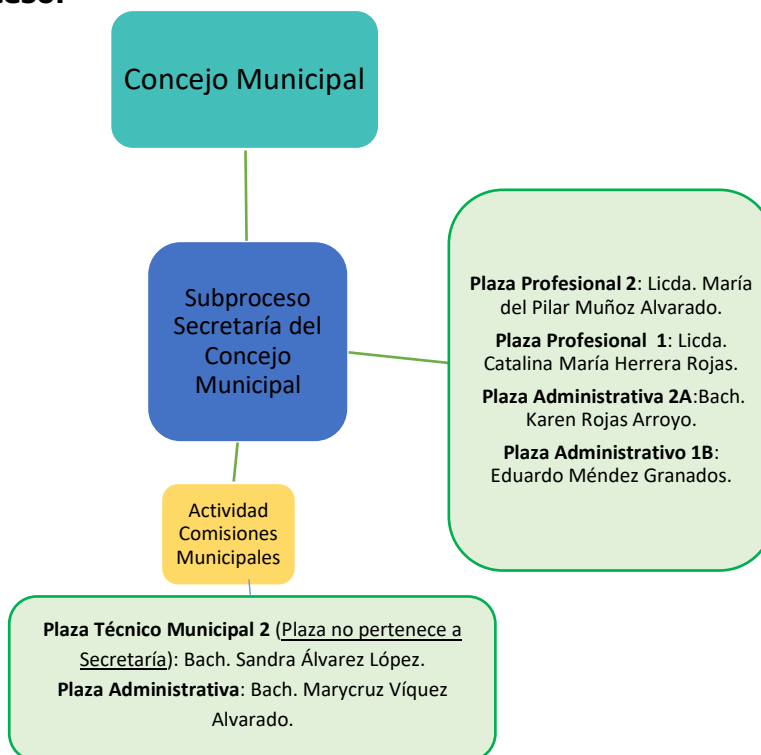 Concejo Municipal
Subproceso
Secretaría del
Concejo
Municipal
Plaza Profesional 2: Licda. María
del Pilar Muñoz Alvarado.
Plaza Profesional 1: Licda.
Catalina María Herrera Rojas.
Plaza Administrativa 2A:Bach.
Karen Rojas Arroyo.
Plaza Administrativo 1B:
Eduardo Méndez Granados.
Actividad
Comisiones
Municipales
Plaza Técnico Municipal 2 (Plaza no pertenece a
Secretaría): Bach. Sandra Álvarez López.
Plaza Administrativa: Bach. Marycruz Víquez
Alvarado.